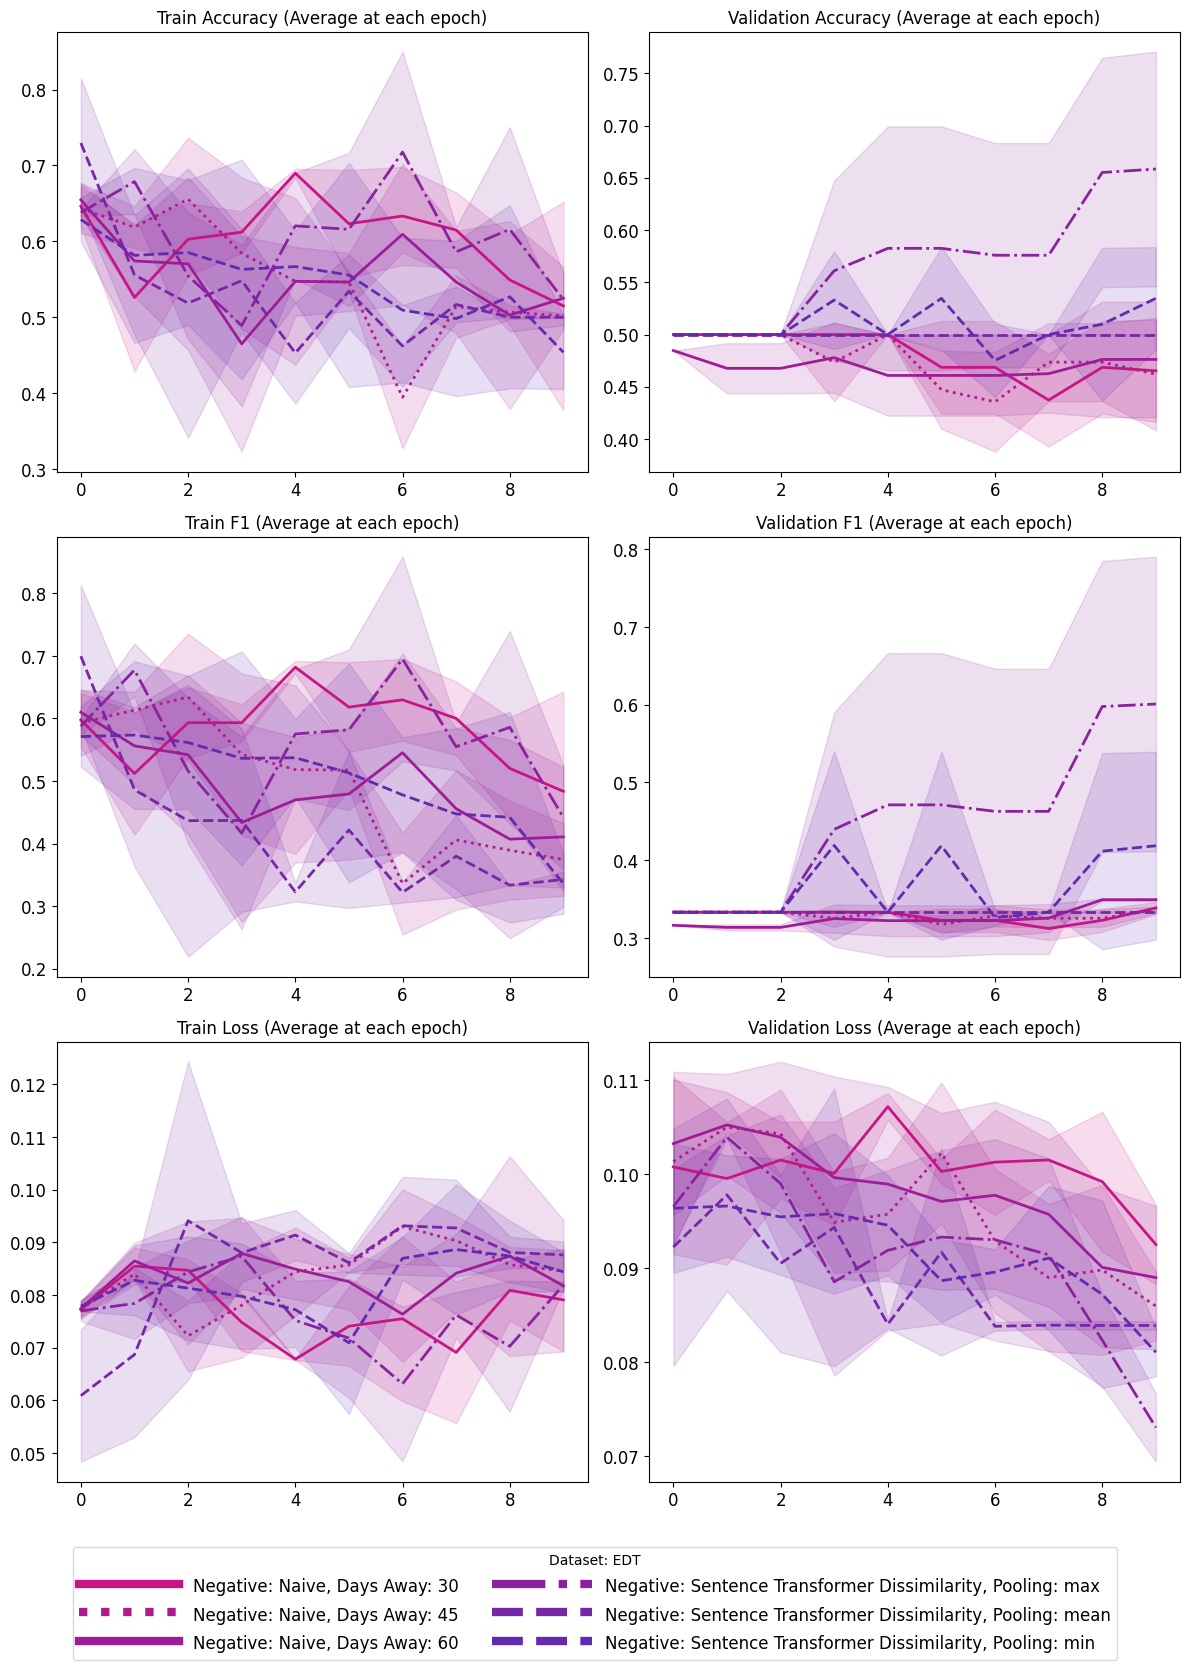 Train Accuracy (Average at each epoch)
0.8
0.7
0.6
0.5
0.4
0.3
0 2 4 6 8
Validation Accuracy (Average at each epoch)
0.75
0.70
0.65
0.60
0.55
0.50
0.45
0.40
0 2 4 6 8
Train F1 (Average at each epoch)
0.8
0.7
0.6
0.5
0.4
0.3
0.2
0 2 4 6 8
Validation F1 (Average at each epoch)
0.8
0.7
0.6
0.5
0.4
0.3
0 2 4 6 8
Train Loss (Average at each epoch)
0.12
0.11
0.10
0.09
0.08
0.07
0.06
0.05
0 2 4 6 8
Validation Loss (Average at each epoch)
0.11
0.10
0.09
0.08
0.07
0 2 4 6 8
Dataset: EDT
Negative: Naive, Days Away: 30
Negative: Naive, Days Away: 45
Negative: Naive, Days Away: 60
Negative: Sentence Transformer Dissimilarity, Pooling: max
Negative: Sentence Transformer Dissimilarity, Pooling: mean
Negative: Sentence Transformer Dissimilarity, Pooling: min